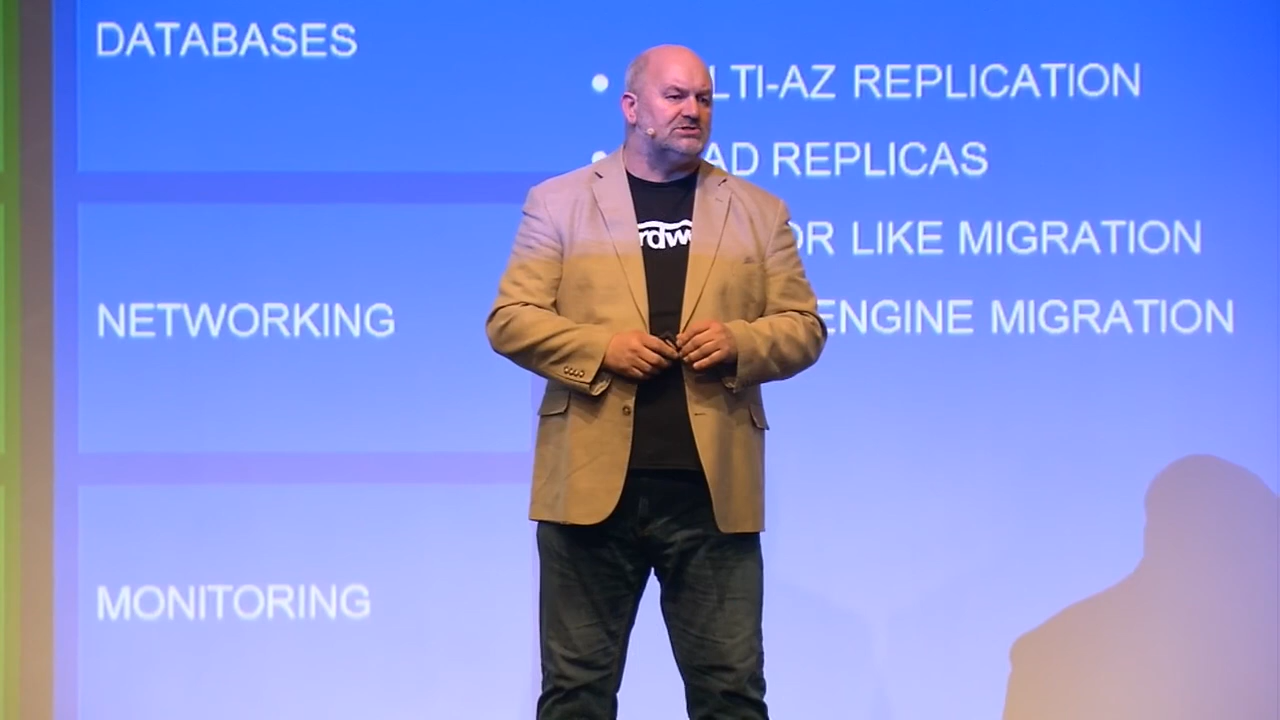 DATABASES
LTI-AZ REPLICATION
AD REPLICAS
OR LIKE MIGRATION
NETWORKING
ENGINE MIGRATION
MONITORING